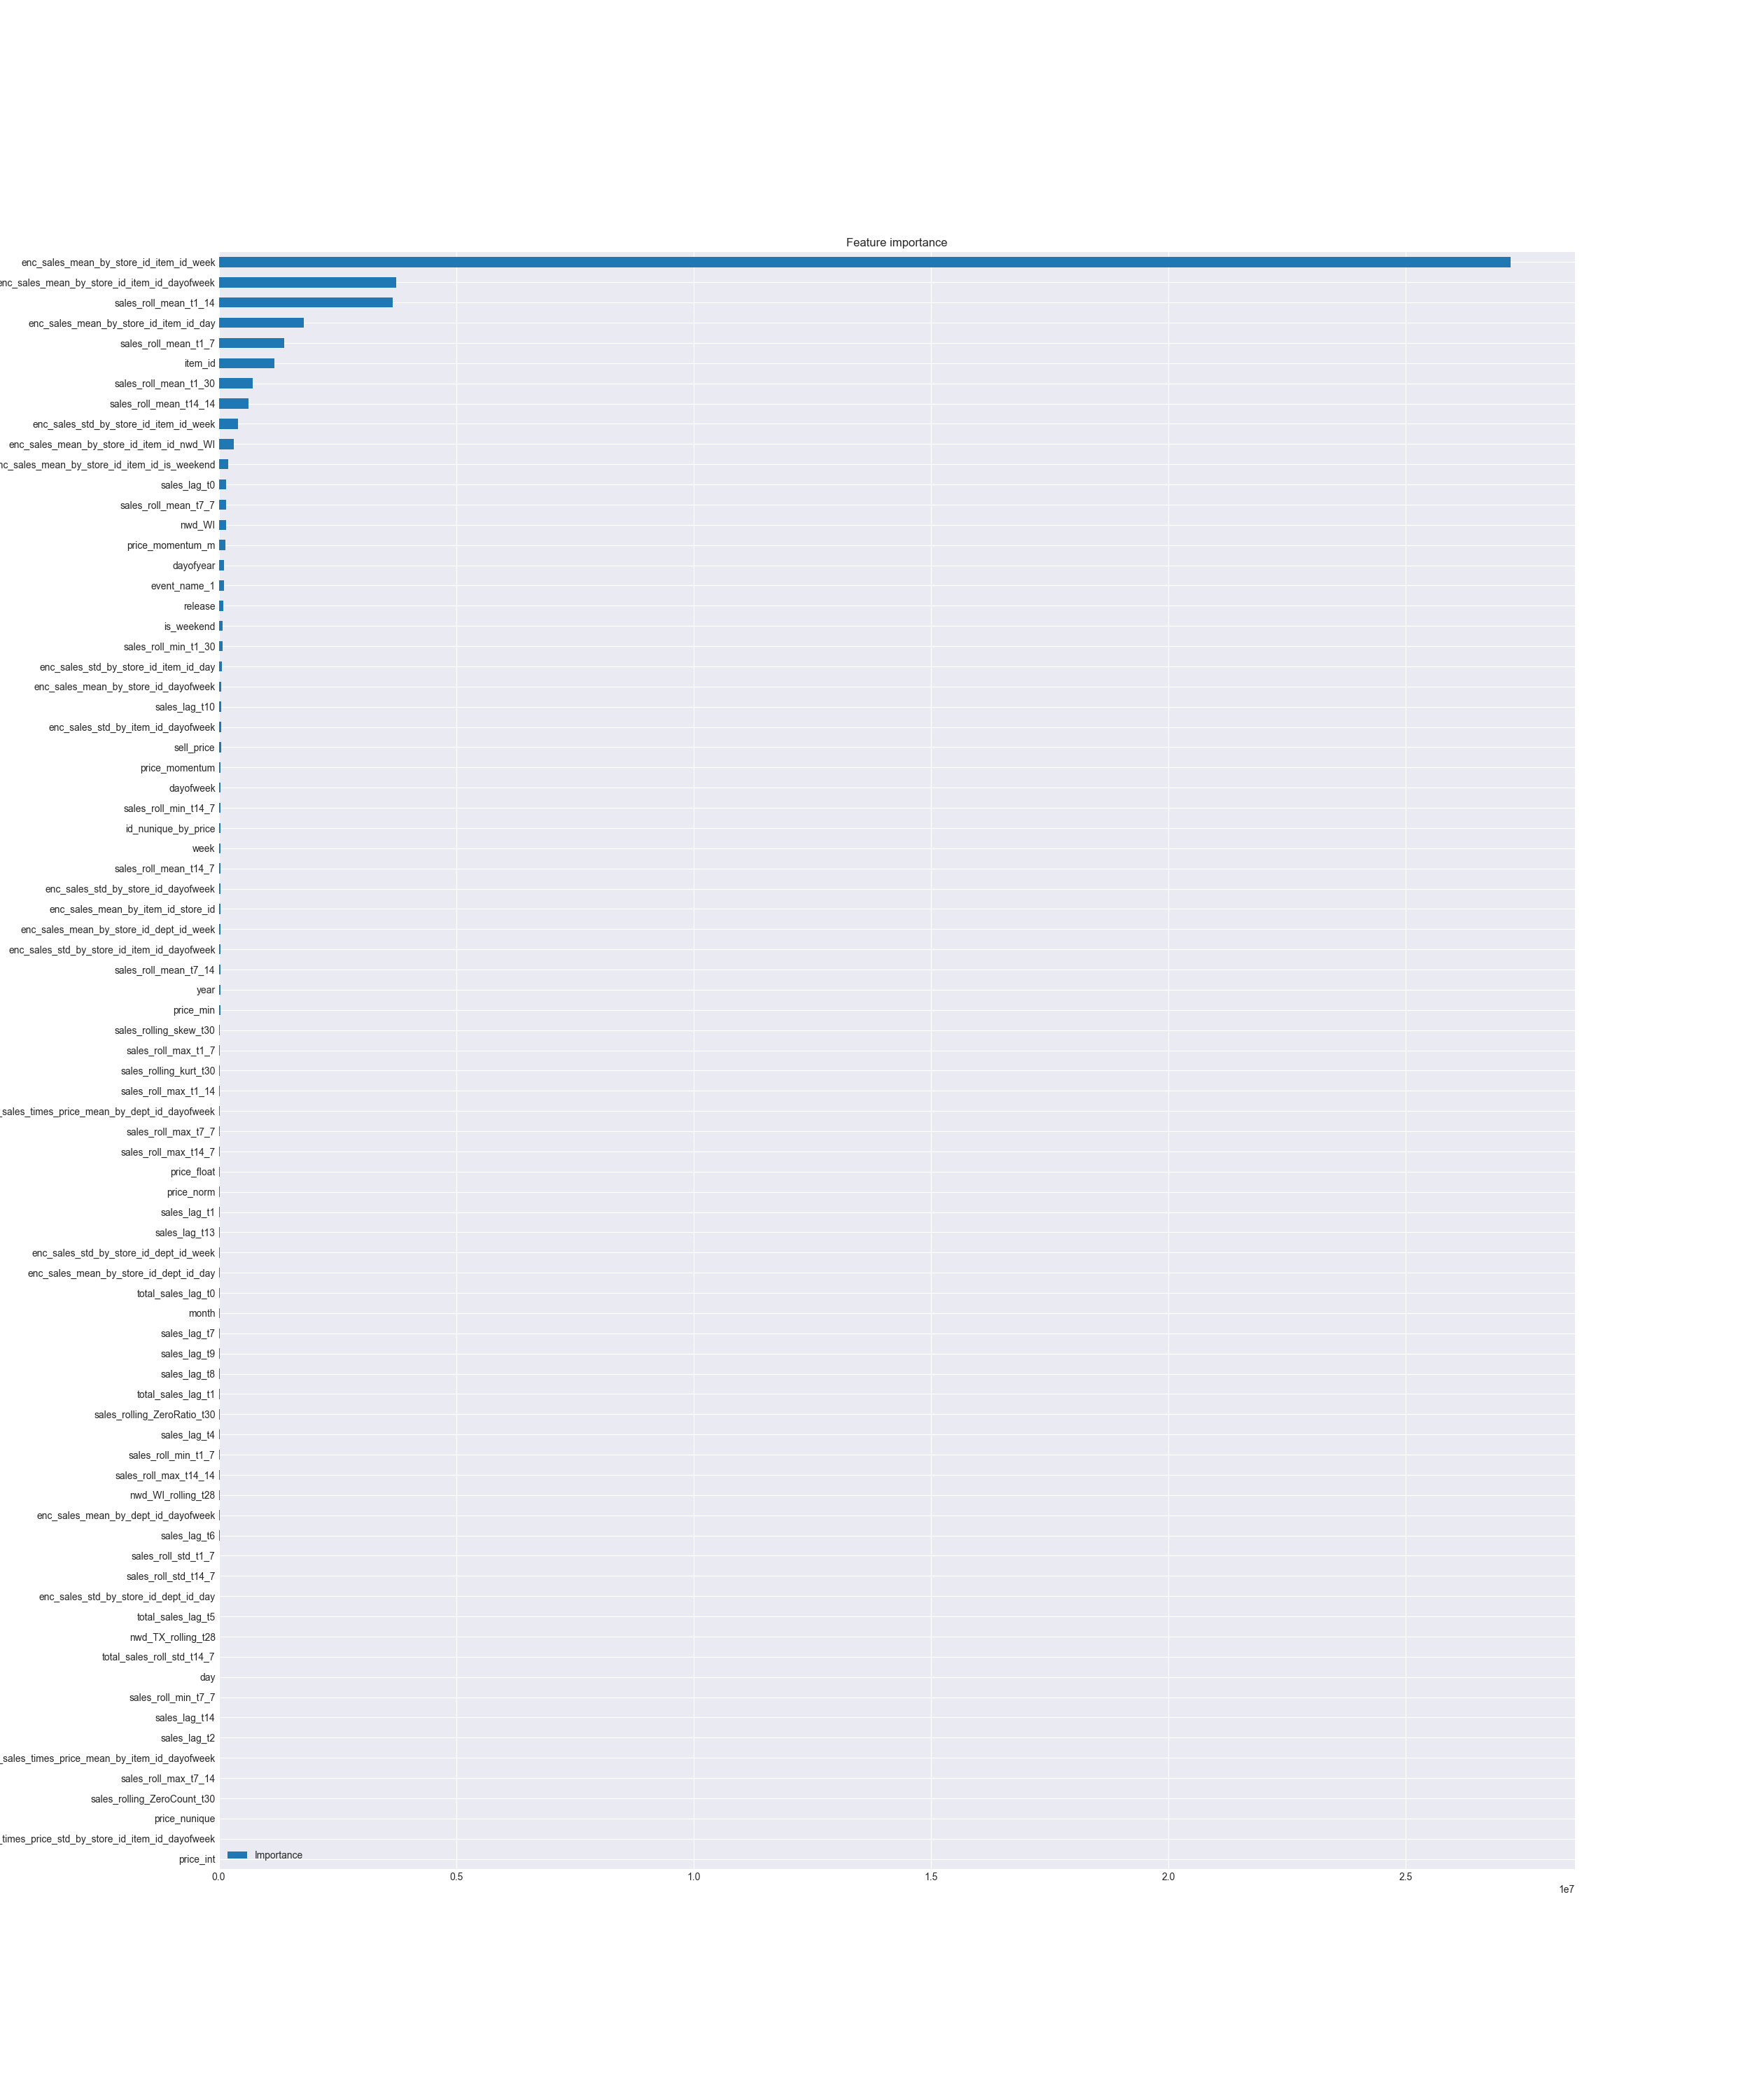 Feature importance
enc_sales_mean_by_store_id_item_id_week
enc_sales_mean_by_store_id_item_id_dayofweek
sales_roll_mean_t1_14
enc_sales_mean_by_store_id_item_id_day
sales_roll_mean_t1_7
item_id
sales_roll_mean_t1_30
sales_roll_mean_t14_14
enc_sales_std_by_store_id_item_id_week
enc_sales_mean_by_store_id_item_id_nwd_WI
nc_sales_mean_by_store_id_item_id_is_weekend
sales_lag_t0
sales_roll_mean_t7_7
nwd_WI
price_momentum_m
dayofyear
event_name_1
release
is_weekend
sales_roll_min_t1_30
enc_sales_std_by_store_id_item_id_day
enc_sales_mean_by_store_id_dayofweek
sales_lag_t10
enc_sales_std_by_item_id_dayofweek
sell_price
price_momentum
dayofweek
sales_roll_min_t14_7
id_nunique_by_price
week
sales_roll_mean_t14_7
enc_sales_std_by_store_id_dayofweek
enc_sales_mean_by_item_id_store_id
enc_sales_mean_by_store_id_dept_id_week
enc_sales_std_by_store_id_item_id_dayofweek
sales_roll_mean_t7_14
year
price_min
sales_rolling_skew_t30
sales_roll_max_t1_7
sales_rolling_kurt_t30
sales_roll_max_t1_14
_sales_times_price_mean_by_dept_id_dayofweek
sales_roll_max_t7_7
sales_roll_max_t14_7
price_float
price_norm
sales_lag_t1
sales_lag_t13
enc_sales_std_by_store_id_dept_id_week
enc_sales_mean_by_store_id_dept_id_day
total_sales_lag_t0
month
sales_lag_t7
sales_lag_t9
sales_lag_t8
total_sales_lag_t1
sales_rolling_ZeroRatio_t30
sales_lag_t4
sales_roll_min_t1_7
sales_roll_max_t14_14
nwd_WI_rolling_t28
enc_sales_mean_by_dept_id_dayofweek
sales_lag_t6
sales_roll_std_t1_7
sales_roll_std_t14_7
enc_sales_std_by_store_id_dept_id_day
total_sales_lag_t5
nwd_TX_rolling_t28
total_sales_roll_std_t14_7
day
sales_roll_min_t7_7
sales_lag_t14
sales_lag_t2
_sales_times_price_mean_by_item_id_dayofweek
sales_roll_max_t7_14
sales_rolling_ZeroCount_t30
price_nunique
_times_price_std_by_store_id_item_id_dayofweek
price_int
Importance
0.0 0.5 1.0 1.5 2.0 2.5
1e7